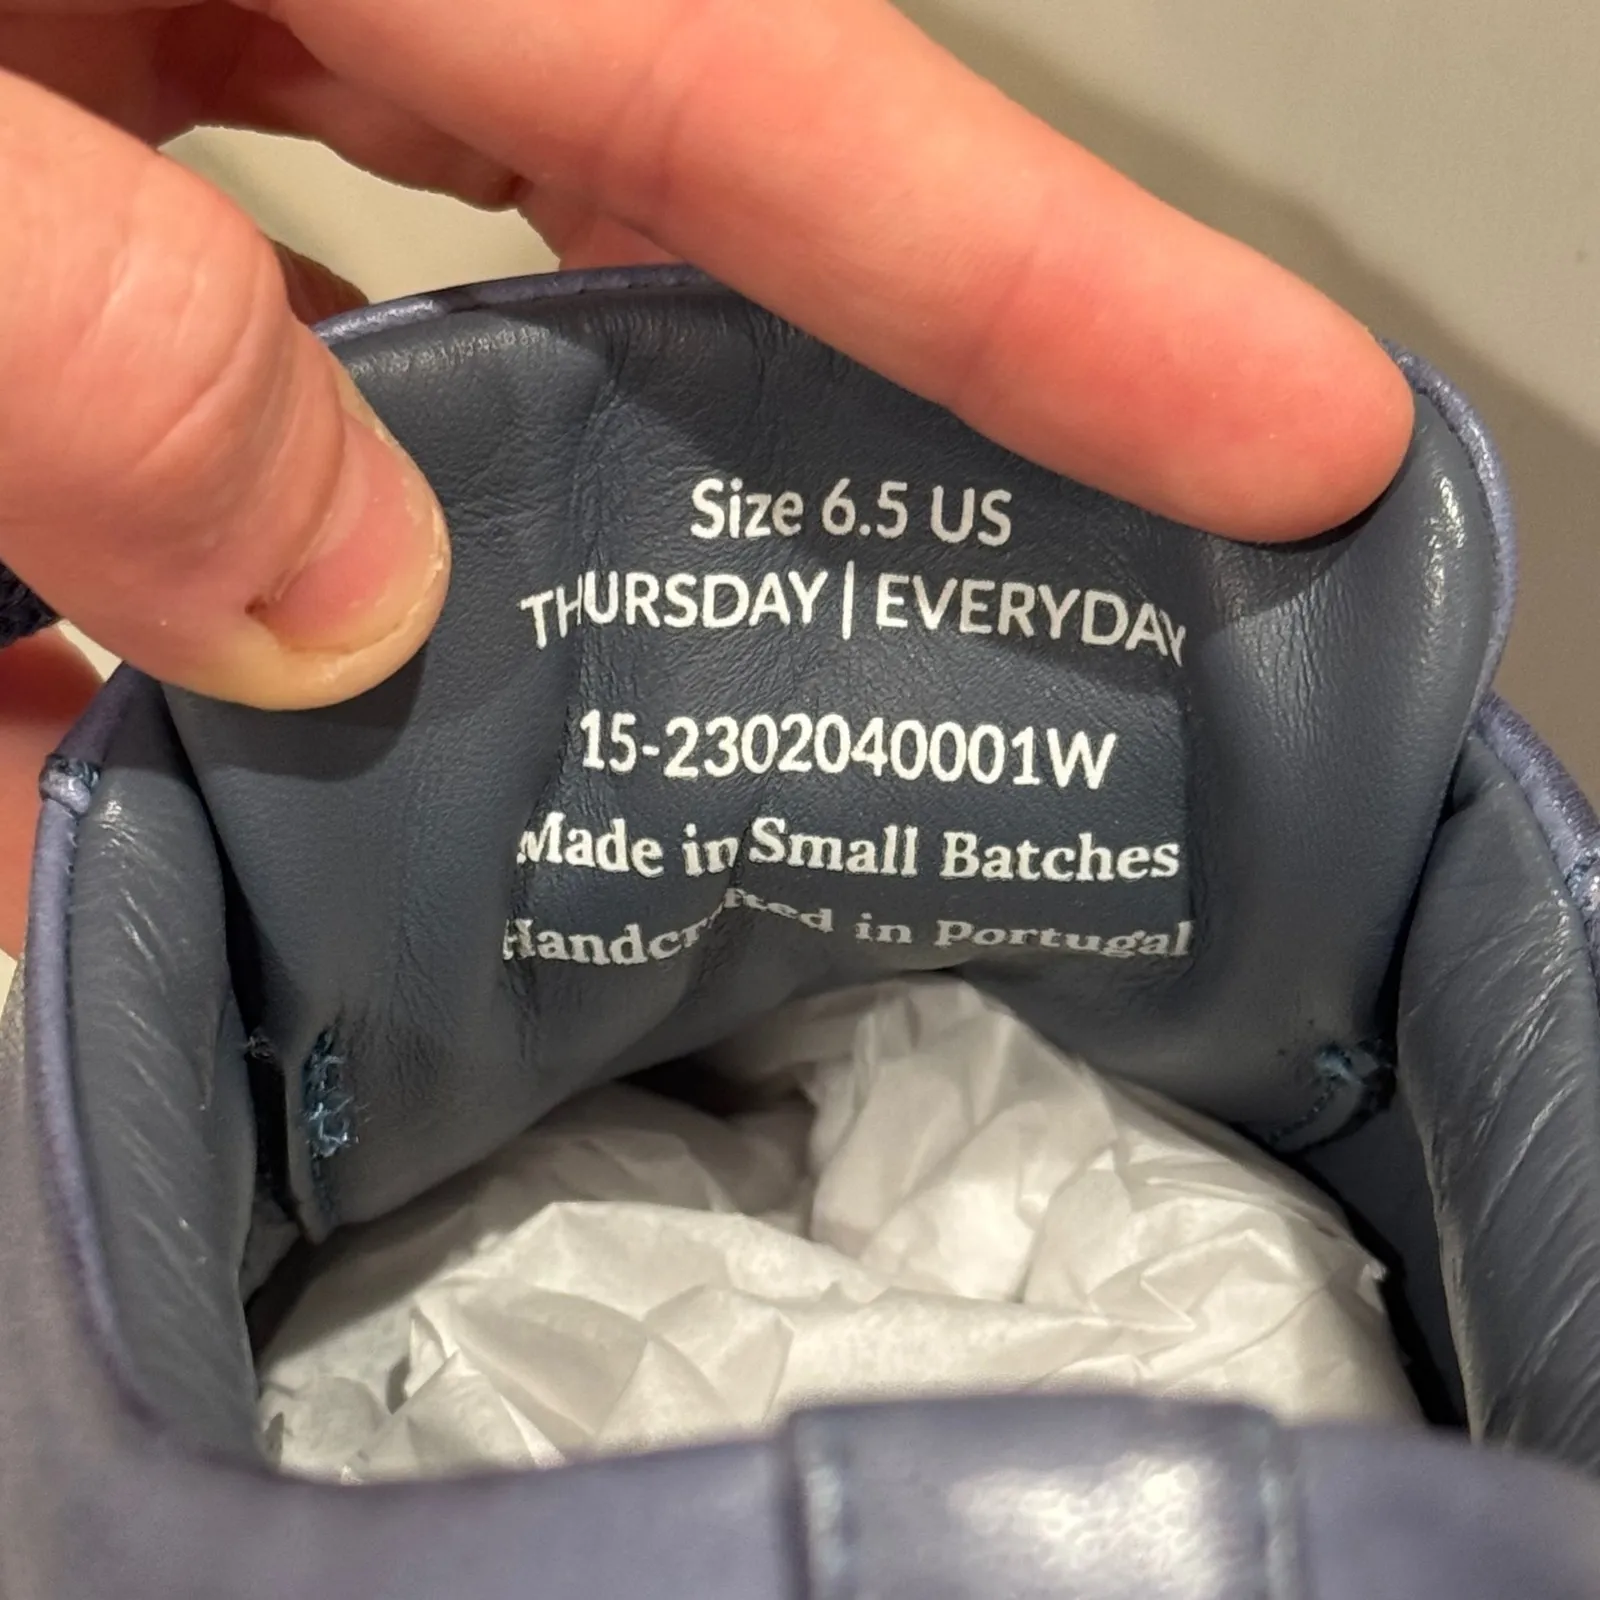 Size 6.5 US
THURSDAY | EVERYDAY
15-2302040001W
Made in Small Batches
Handcrafted in Portugal